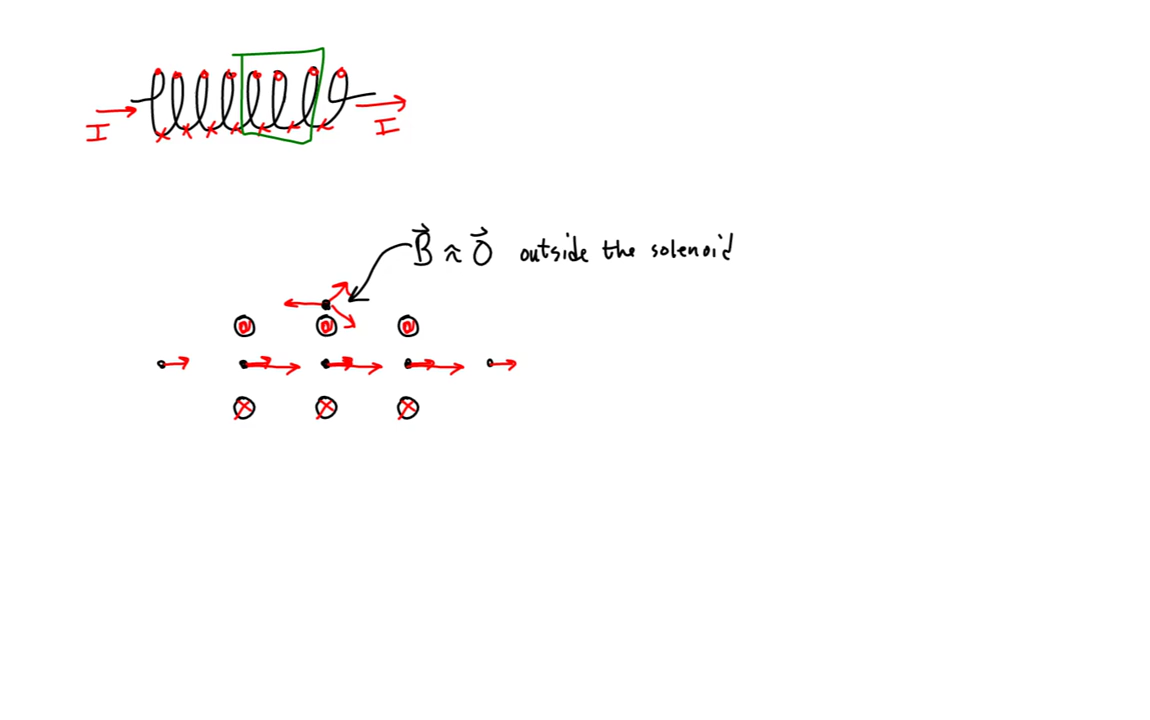 I
I
B⃗ ≈ 0⃗ outside the solenoid